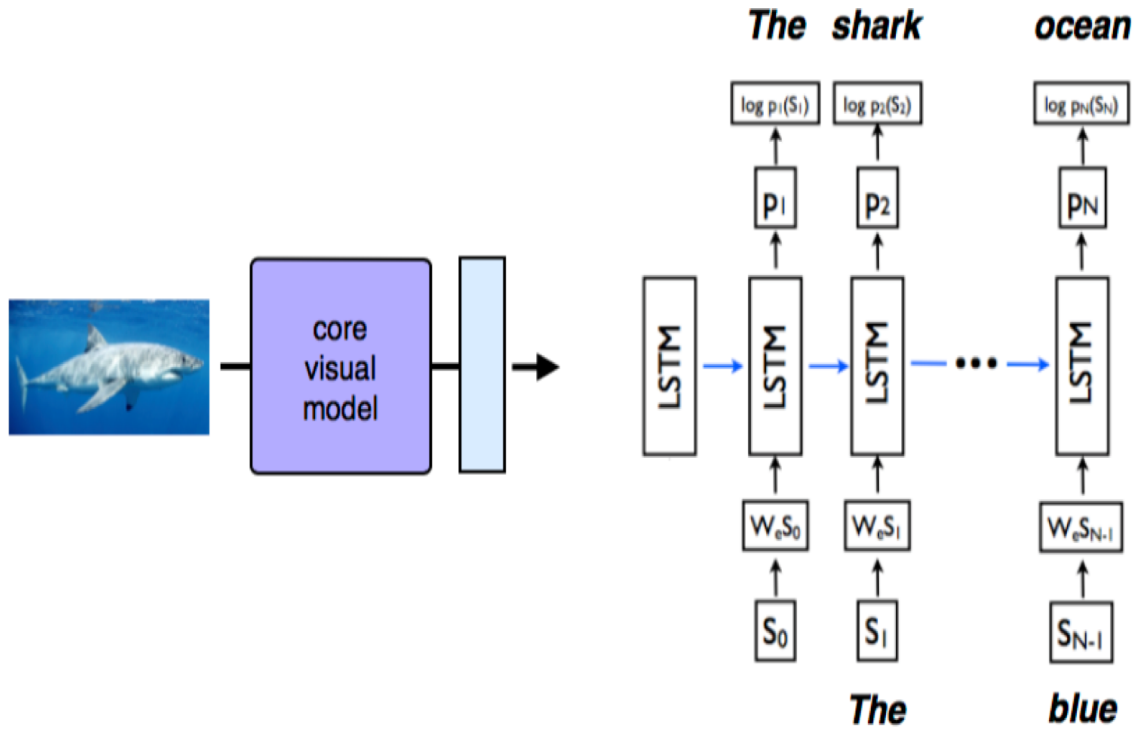 The shark ocean
log p1(S1) log p2(S2) log pN(SN)
p1 p2 pN
core
visual
model
LSTM LSTM LSTM ••• LSTM
WeS0 WeS1 WeSN-1
S0 S1 SN-1
The blue